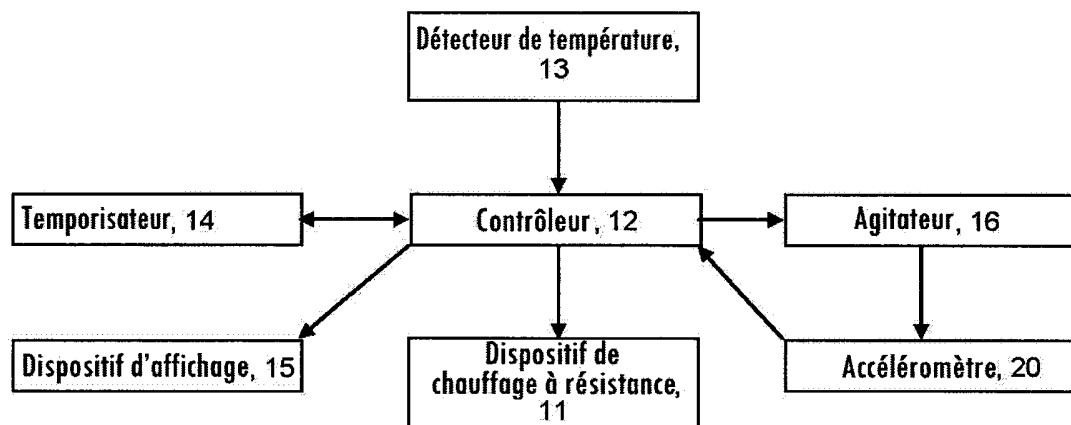 Détecteur de température,
13
Temporisateur, 14
Contrôleur, 12
Agitateur, 16
Dispositif d'affichage, 15
Dispositif de
chauffage à résistance,
11
Accéléromètre, 20